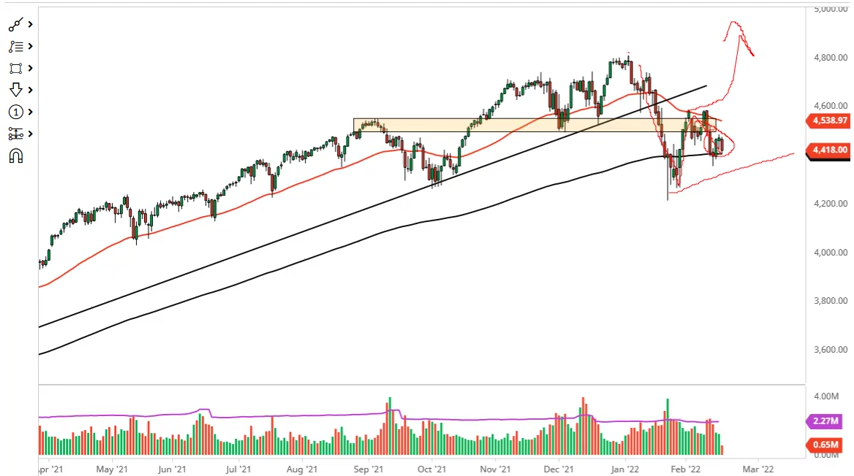 5,000.00
4,800.00
4,600.00
4,538.97
4,418.00
4,200.00
4,000.00
3,800.00
3,600.00
4.00M
2.27M
0.65M
1
May '21
Jun '21
Jul '21
Aug '21
Sep '21
Oct '21
Nov '21
Dec '21
Jan '22
Feb '22
Mar '22